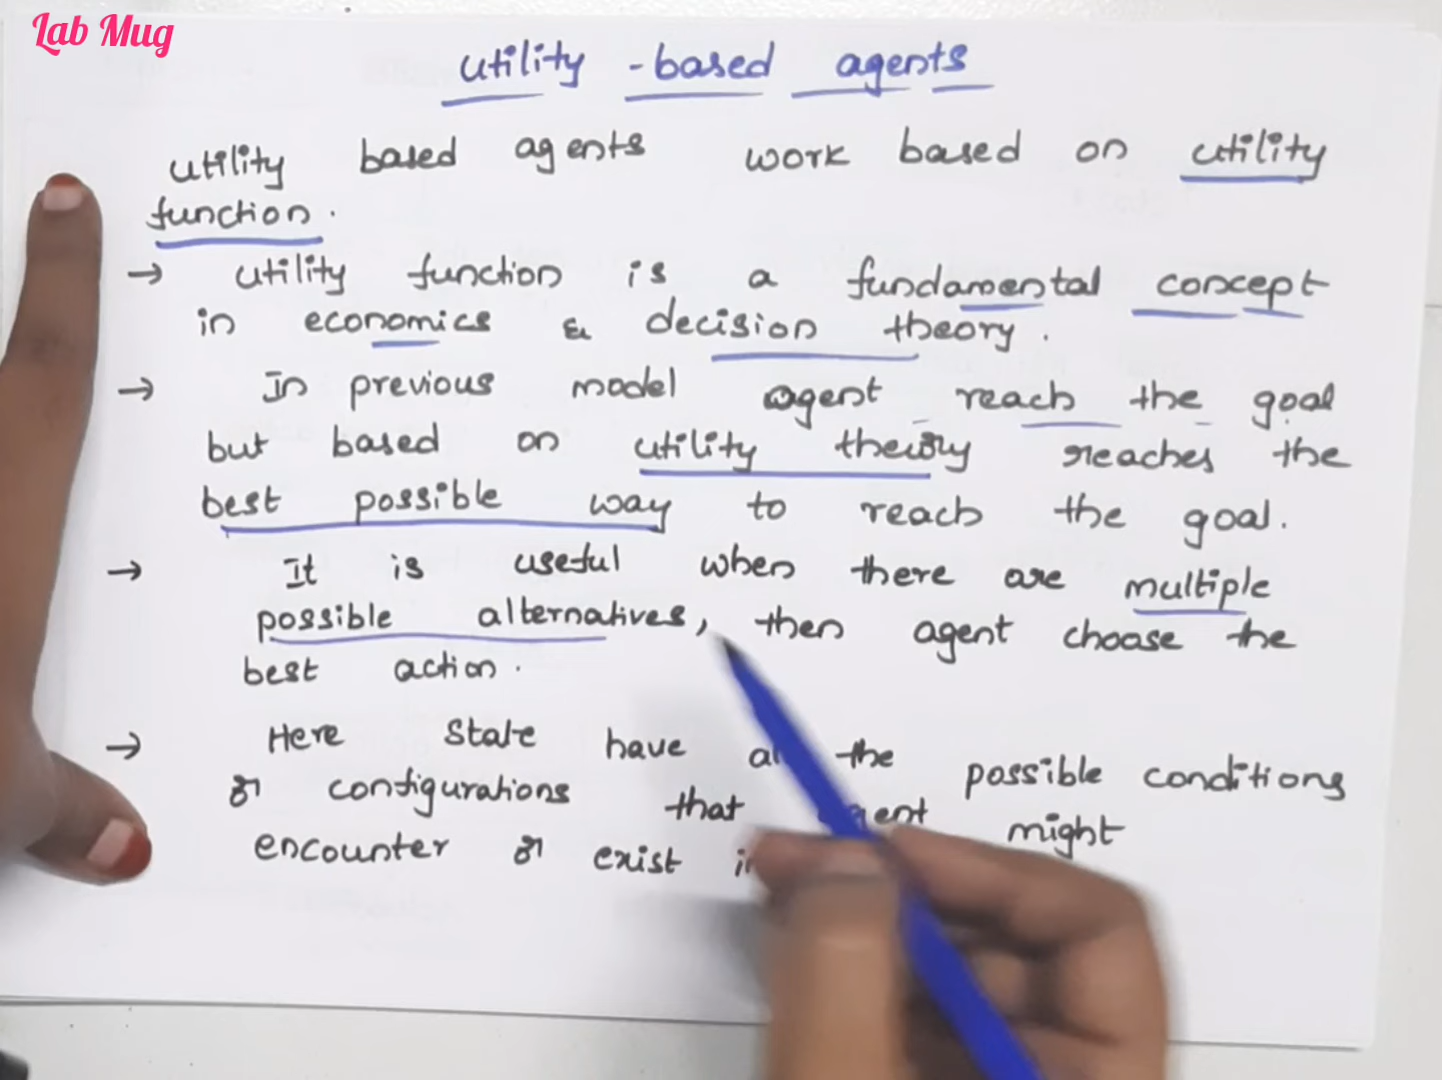 Lab Mug
utility - based agents
utility based agents work based on utility
function.
→ utility function is a fundamental concept
in economics & decision theory.
→ In previous model agent reach the goal
but based on utility theory reaches the
best possible way to reach the goal.
→ It is useful when there are multiple
possible alternatives, then agent choose the
best action.
→ Here State have the possible conditions
or configurations that might
encounter or exist